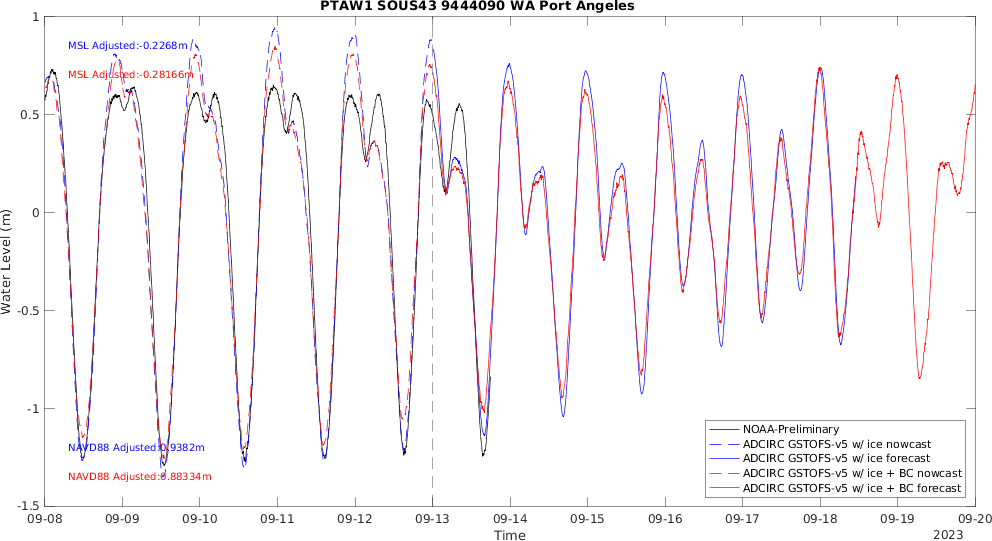 PTAW1 SOUS43 9444090 WA Port Angeles
1
0.5
0
-0.5
-1
-1.5
Water Level (m)
MSL Adjusted:-0.2268m
MSL Adjusted:-0.28166m
NAVD88 Adjusted:0.9382m
NAVD88 Adjusted:0.88334m
NOAA-Preliminary
ADCIRC GSTOFS-v5 w/ ice nowcast
ADCIRC GSTOFS-v5 w/ ice forecast
ADCIRC GSTOFS-v5 w/ ice + BC nowcast
ADCIRC GSTOFS-v5 w/ ice + BC forecast
09-08 09-09 09-10 09-11 09-12 09-13 09-14 09-15 09-16 09-17 09-18 09-19 09-20
Time
2023